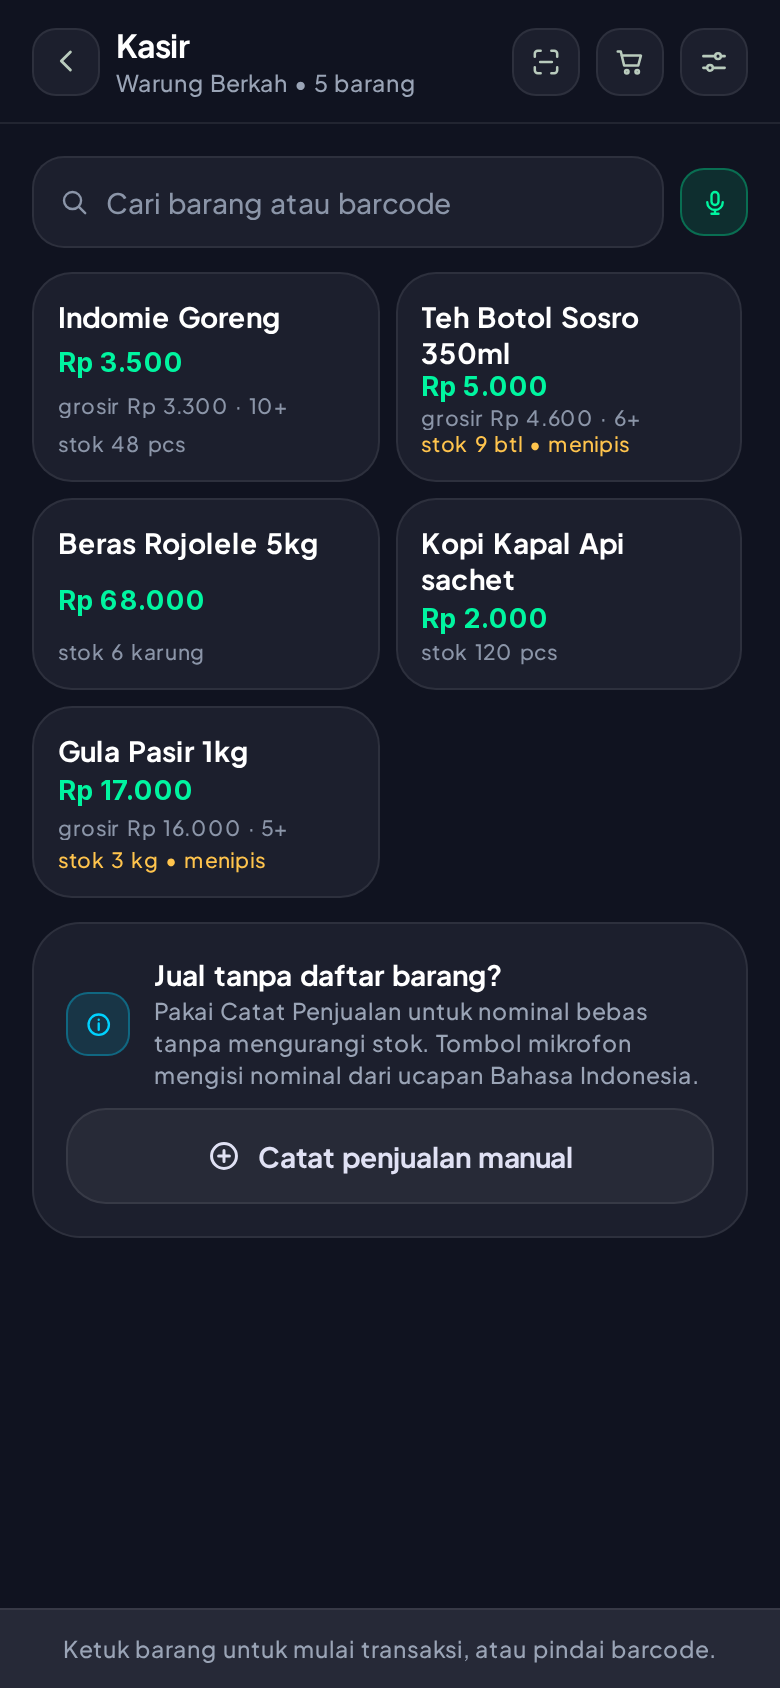 Kasir
Warung Berkah • 5 barang
Cari barang atau barcode
Indomie Goreng
Rp 3.500
grosir Rp 3.300 · 10+
stok 48 pcs
Teh Botol Sosro
350ml
Rp 5.000
grosir Rp 4.600 · 6+
stok 9 btl • menipis
Beras Rojolele 5kg
Rp 68.000
stok 6 karung
Kopi Kapal Api
sachet
Rp 2.000
stok 120 pcs
Gula Pasir 1kg
Rp 17.000
grosir Rp 16.000 · 5+
stok 3 kg • menipis
Jual tanpa daftar barang?
Pakai Catat Penjualan untuk nominal bebas
tanpa mengurangi stok. Tombol mikrofon
mengisi nominal dari ucapan Bahasa Indonesia.
Catat penjualan manual
Ketuk barang untuk mulai transaksi, atau pindai barcode.